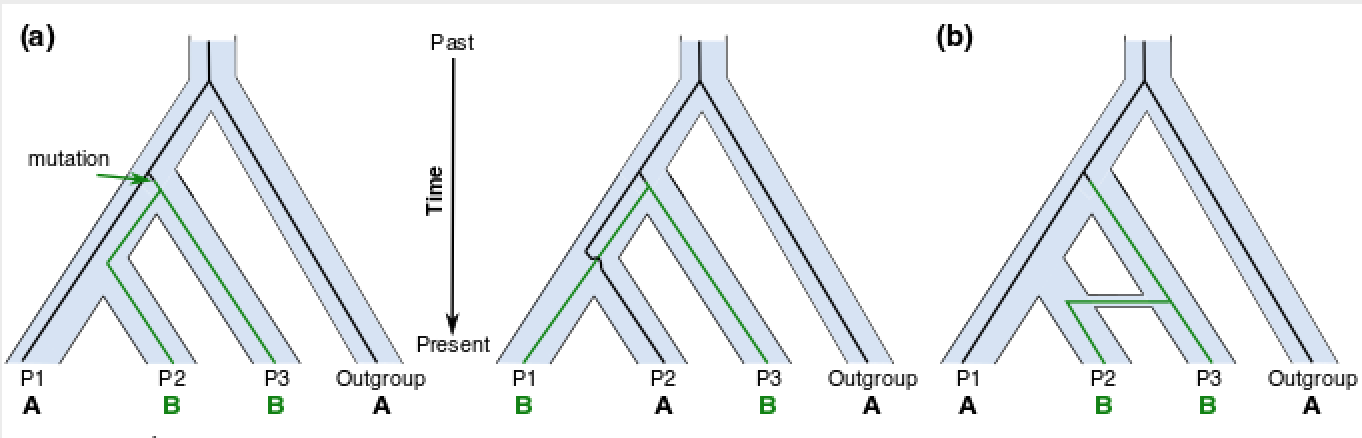 (a)
Past
(b)
mutation
Time
Present
P1 P2 P3 Outgroup
A B B A
P1 P2 P3 Outgroup
B A B A
P1 P2 P3 Outgroup
A B B A